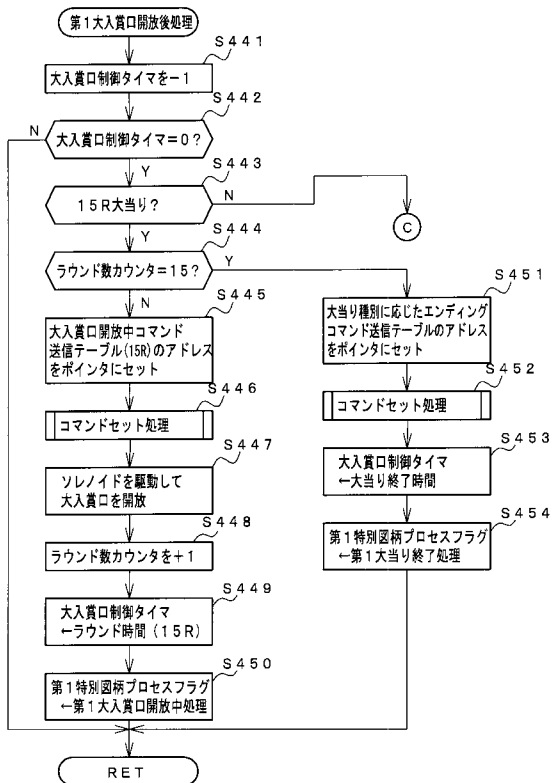 第1大入賞口開放後処理
S441
大入賞口制御タイマを−1
S442
N
大入賞口制御タイマ=0?
Y
S443
15R大当り?
N
C
Y
S444
ラウンド数カウンタ=15?
Y
N
S445
大入賞口開放中コマンド
送信テーブル(15R)のアドレス
をポインタにセット
S446
コマンドセット処理
S447
ソレノイドを駆動して
大入賞口を開放
S448
ラウンド数カウンタを+1
S449
大入賞口制御タイマ
←ラウンド時間(15R)
S450
第1特別図柄プロセスフラグ
←第1大入賞口開放中処理
S451
大当り種別に応じたエンディング
コマンド送信テーブルのアドレス
をポインタにセット
S452
コマンドセット処理
S453
大入賞口制御タイマ
←大当り終了時間
S454
第1特別図柄プロセスフラグ
←第1大当り終了処理
RET